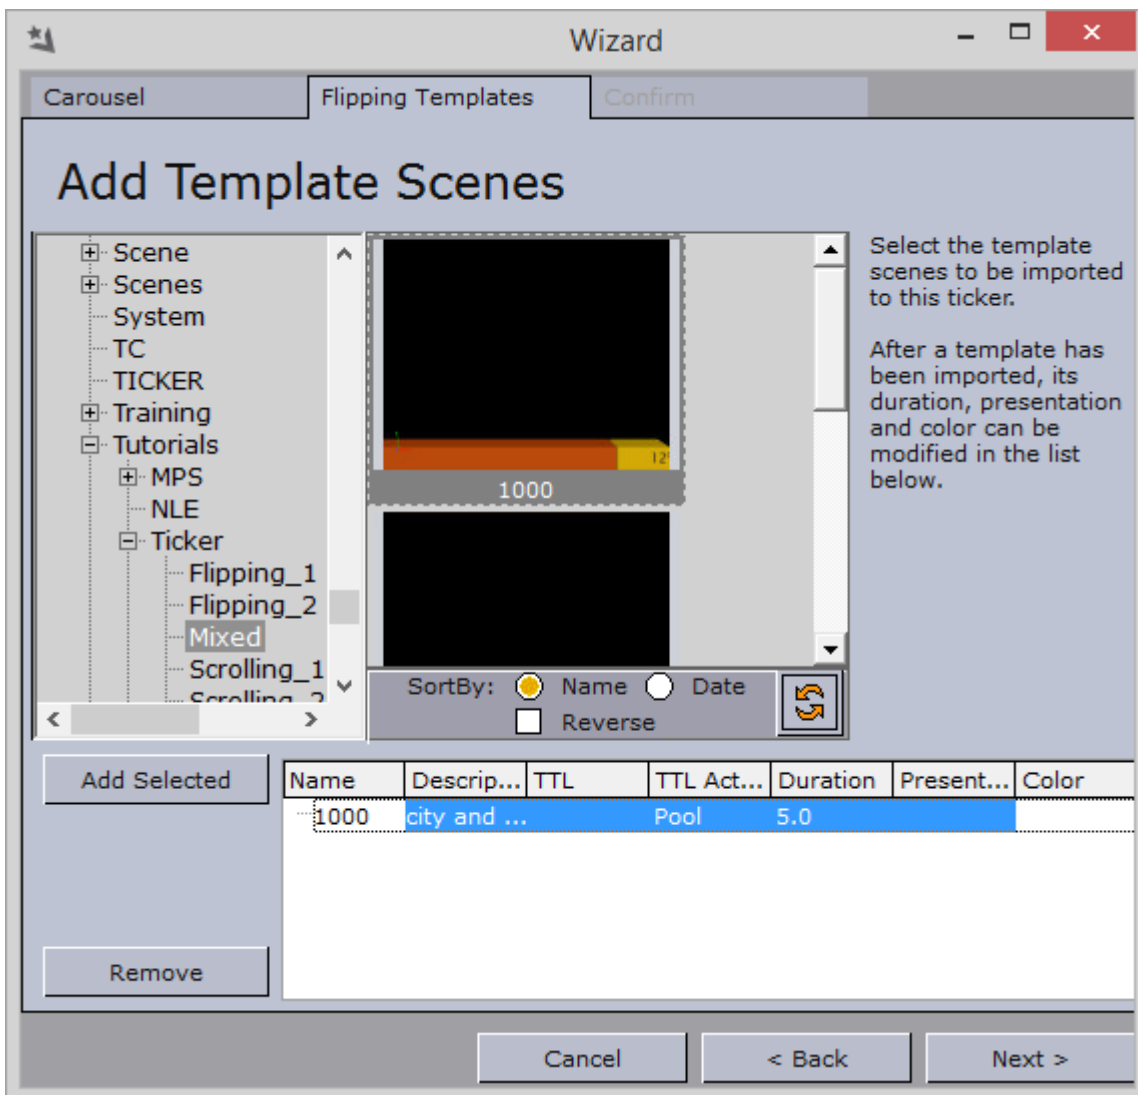 Wizard
Carousel
Flipping Templates
Confirm
Add Template Scenes
Scene
Scenes
System
TC
TICKER
Training
Tutorials
MPS
NLE
Ticker
Flipping_1
Flipping_2
Mixed
Scrolling_1
Scrolling_2
1000
SortBy: Name Date
Reverse
Select the template
scenes to be imported
to this ticker.
After a template has
been imported, its
duration, presentation
and color can be
modified in the list
below.
Add Selected
Remove
Name Descrip... TTL TTL Act... Duration Present... Color
1000 city and ... Pool 5.0
Cancel
< Back
Next >